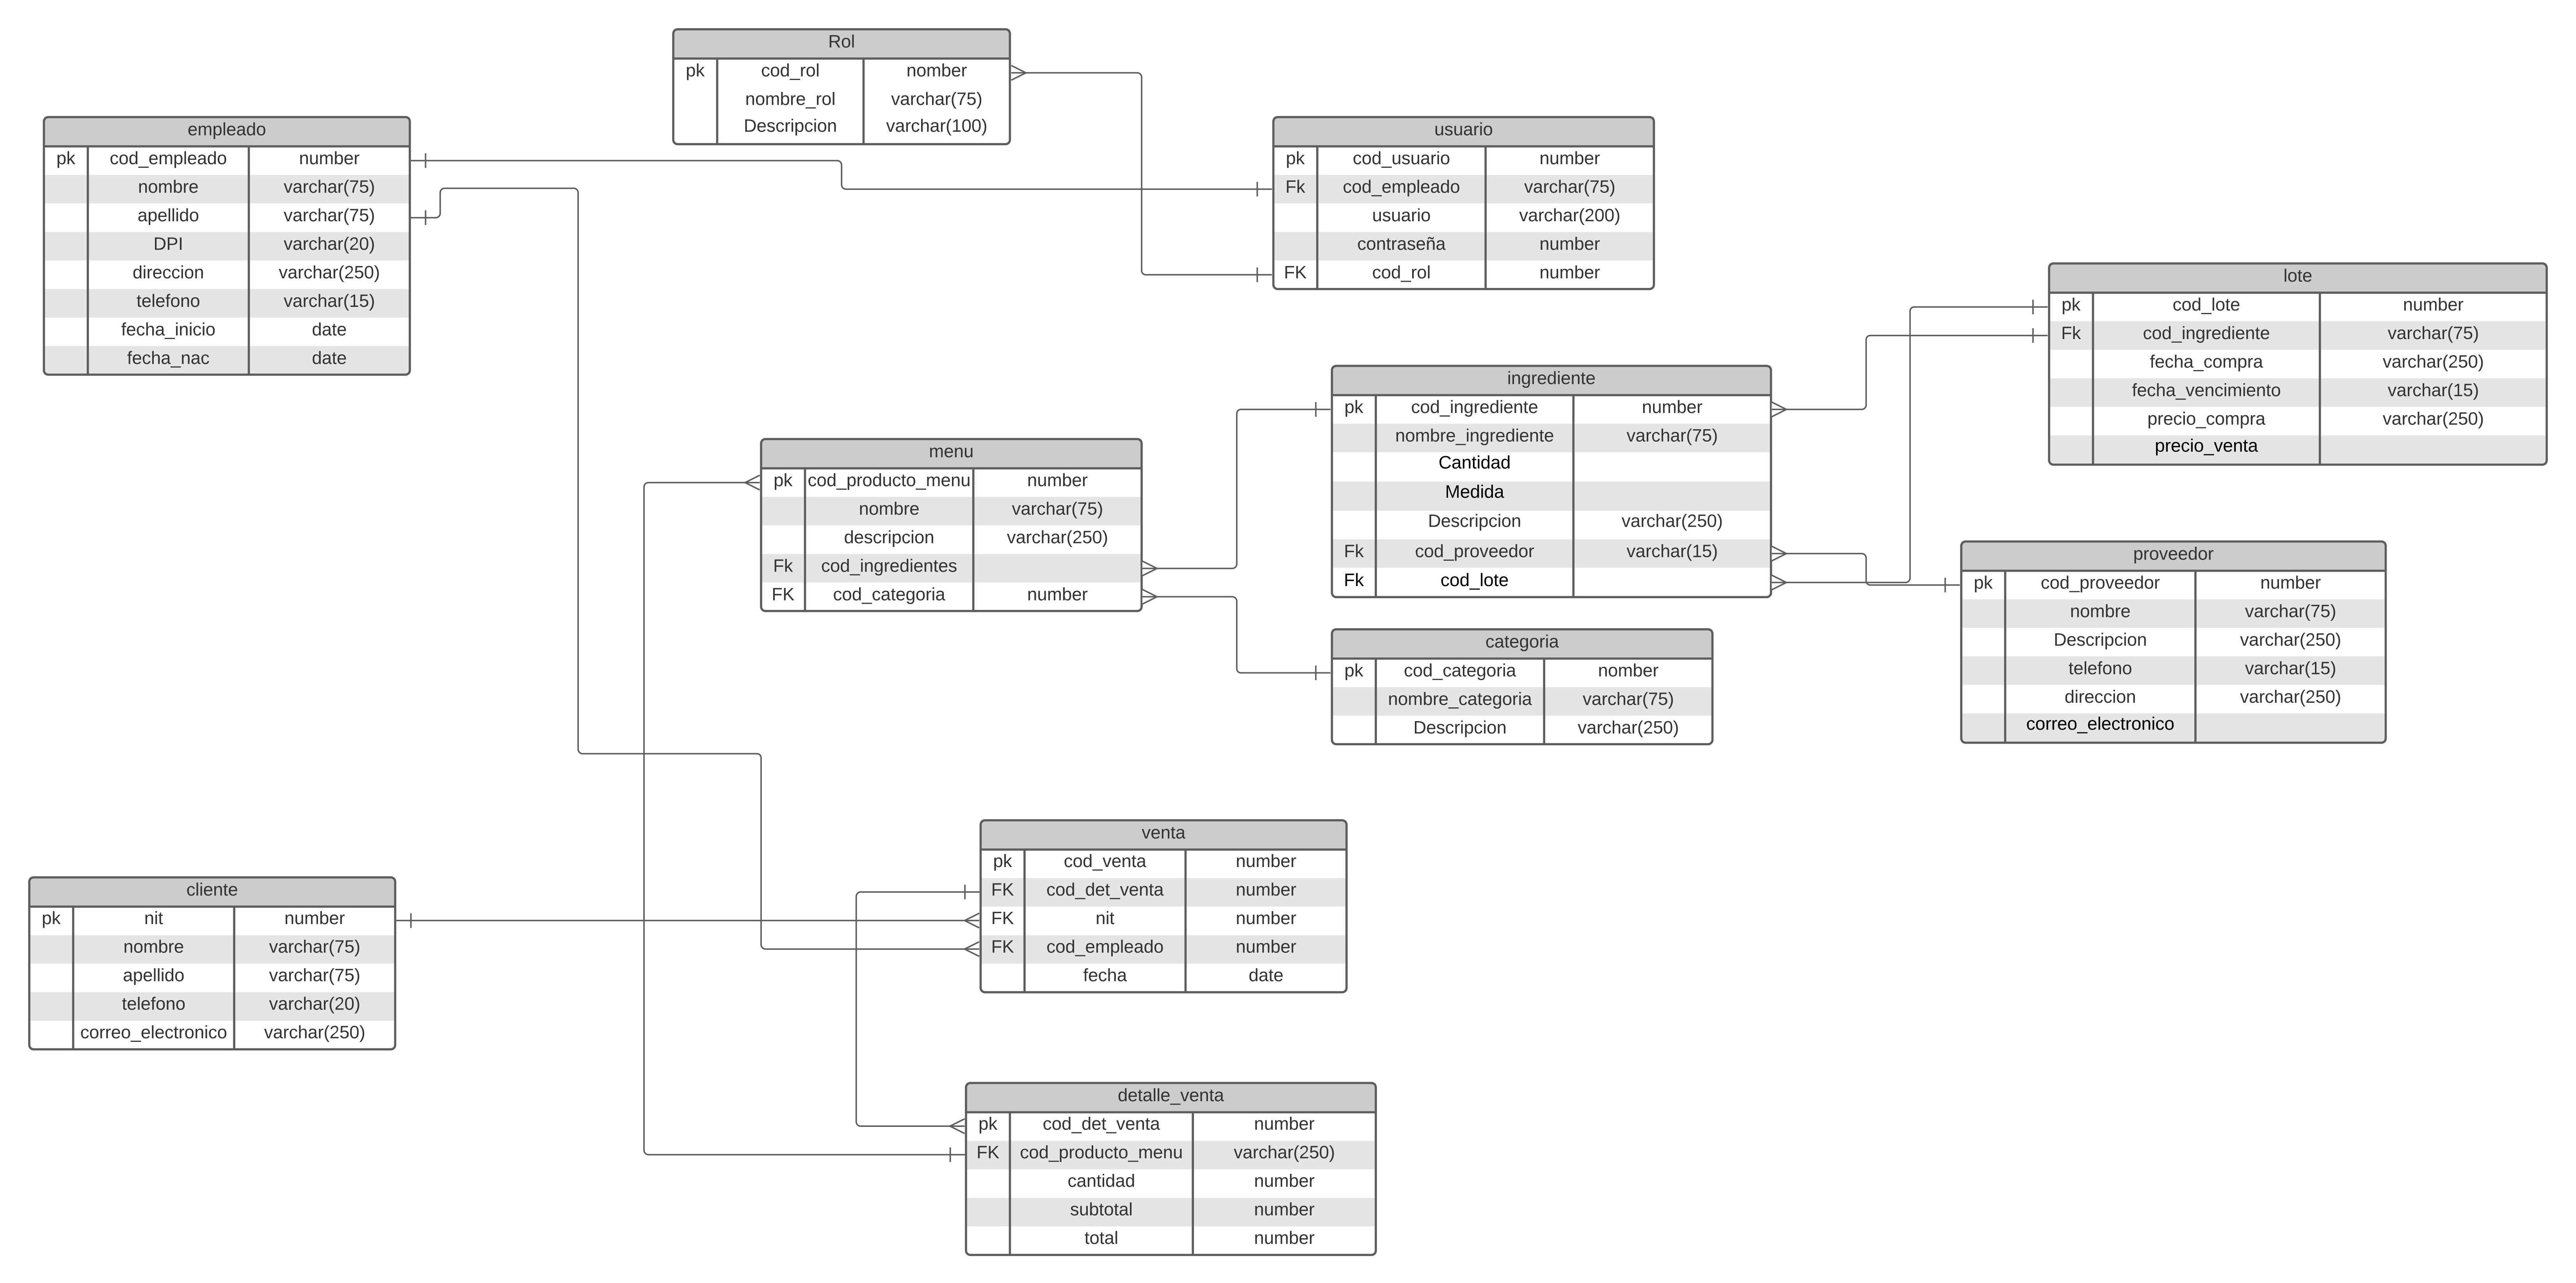 Rol
pk cod_rol nomber
nombre_rol varchar(75)
Descripcion varchar(100)
empleado
pk cod_empleado number
nombre varchar(75)
apellido varchar(75)
DPI varchar(20)
direccion varchar(250)
telefono varchar(15)
fecha_inicio date
fecha_nac date
usuario
pk cod_usuario number
Fk cod_empleado varchar(75)
usuario varchar(200)
contraseña number
FK cod_rol number
lote
pk cod_lote number
Fk cod_ingrediente varchar(75)
fecha_compra varchar(250)
fecha_vencimiento varchar(15)
precio_compra varchar(250)
precio_venta
ingrediente
pk cod_ingrediente number
nombre_ingrediente varchar(75)
Cantidad
Medida
Descripcion varchar(250)
Fk cod_proveedor varchar(15)
Fk cod_lote
menu
pk cod_producto_menu number
nombre varchar(75)
descripcion varchar(250)
Fk cod_ingredientes
FK cod_categoria number
proveedor
pk cod_proveedor number
nombre varchar(75)
Descripcion varchar(250)
telefono varchar(15)
direccion varchar(250)
correo_electronico
categoria
pk cod_categoria nomber
nombre_categoria varchar(75)
Descripcion varchar(250)
venta
pk cod_venta number
FK cod_det_venta number
FK nit number
FK cod_empleado number
fecha date
cliente
pk nit number
nombre varchar(75)
apellido varchar(75)
telefono varchar(20)
correo_electronico varchar(250)
detalle_venta
pk cod_det_venta number
FK cod_producto_menu varchar(250)
cantidad number
subtotal number
total number